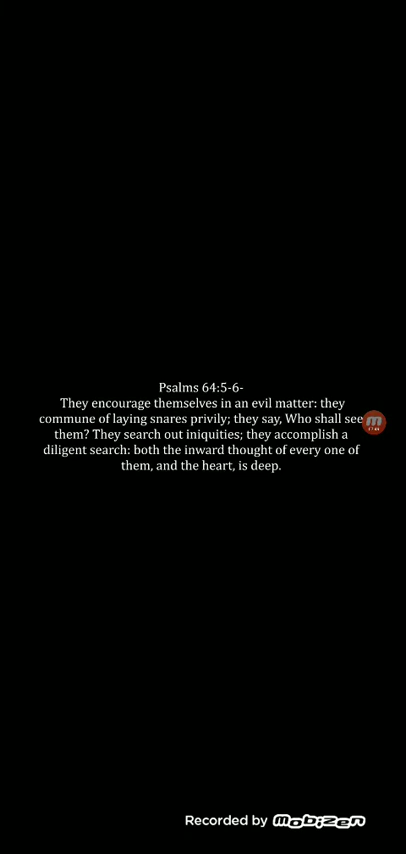 Psalms 64:5-6-
They encourage themselves in an evil matter: they
commune of laying snares privily; they say, Who shall see
them? They search out iniquities; they accomplish a
diligent search: both the inward thought of every one of
them, and the heart, is deep.
Recorded by mobizen